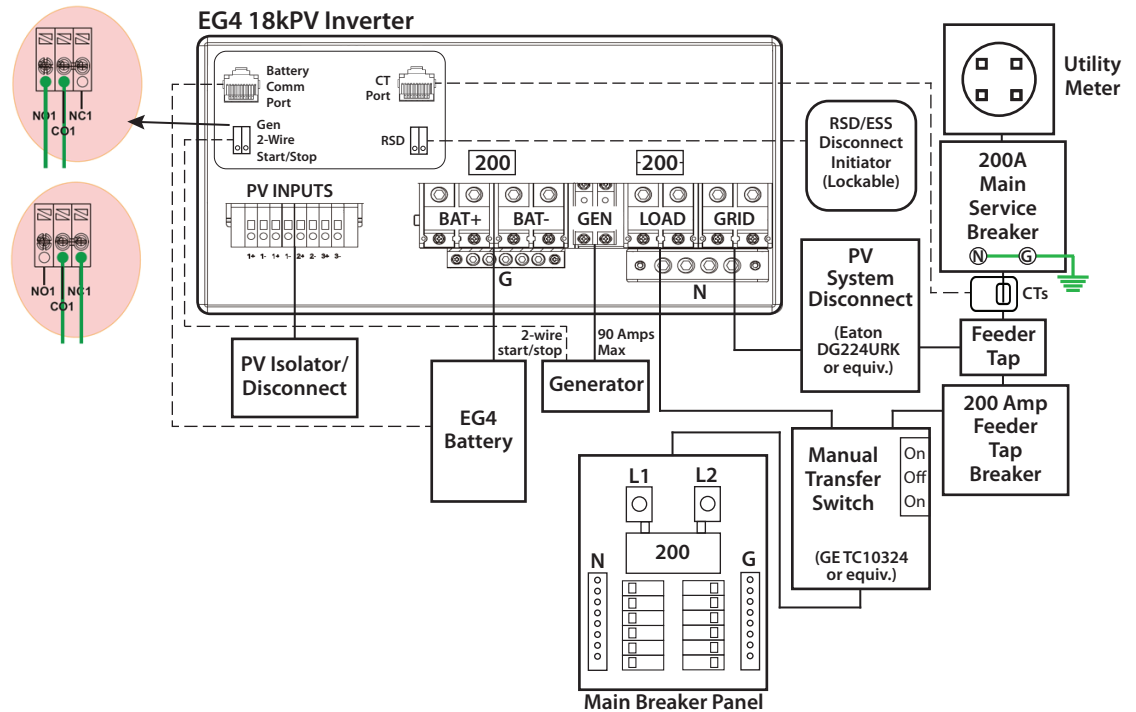 EG4 18kPV Inverter
NO1
CO1
NC1
NO1
CO1
NC1
Battery
Comm
Port
CT
Port
Gen
2-Wire
Start/Stop
RSD
PV INPUTS
1+ 1- 1+ 1- 2+ 2- 3+ 3-
200
BAT+
BAT-
G
GEN
200
LOAD
GRID
N
RSD/ESS
Disconnect
Initiator
(Lockable)
Utility
Meter
200A
Main
Service
Breaker
N
G
CTs
PV
System
Disconnect
(Eaton
DG224URK
or equiv.)
Feeder
Tap
200 Amp
Feeder
Tap
Breaker
PV Isolator/
Disconnect
2-wire
start/stop
90 Amps
Max
Generator
EG4
Battery
Manual
Transfer
Switch
On
Off
On
(GE TC10324
or equiv.)
L1
L2
200
N
G
Main Breaker Panel